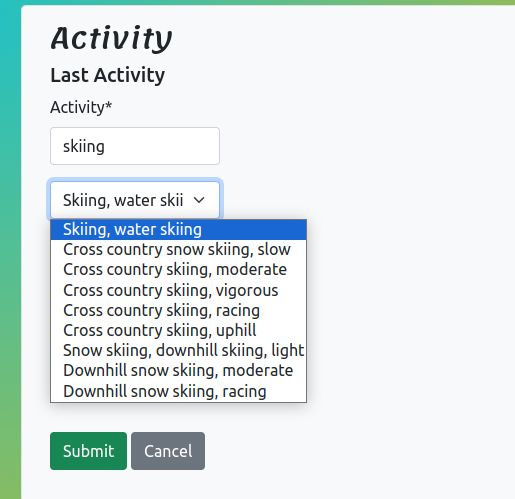 Activity
Last Activity
Activity*
skiing
Skiing, water skii
Skiing, water skiing
Cross country snow skiing, slow
Cross country skiing, moderate
Cross country skiing, vigorous
Cross country skiing, racing
Cross country skiing, uphill
Snow skiing, downhill skiing, light
Downhill snow skiing, moderate
Downhill snow skiing, racing
Submit Cancel